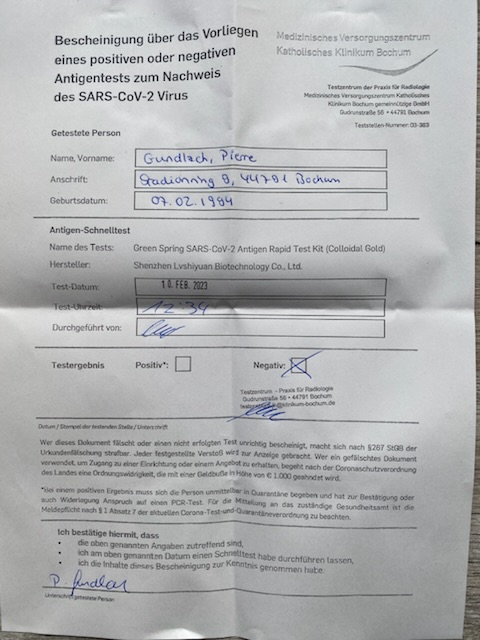 Bescheinigung über das Vorliegen
eines positiven oder negativen
Antigentests zum Nachweis
des SARS-CoV-2 Virus
Medizinisches Versorgungszentrum
Katholisches Klinikum Bochum
Testzentrum der Praxis für Radiologie
Medizinisches Versorgungszentrum Katholisches
Klinikum Bochum gemeinnützige GmbH
Gudrunstraße 56 • 44791 Bochum
Teststellen-Nummer: 03-383
Getestete Person
Name, Vorname: Gundlach, Pierre
Anschrift: Stadionring 9, 44791 Bochum
Geburtsdatum: 07.02.1984
Antigen-Schnelltest
Name des Tests: Green Spring SARS-CoV-2 Antigen Rapid Test Kit (Colloidal Gold)
Hersteller: Shenzhen Lvshiyuan Biotechnology Co., Ltd.
Test-Datum: 10. FEB. 2023
Test-Uhrzeit: 12:34
Durchgeführt von:
Testergebnis Positiv*: Negativ:
Testzentrum - Praxis für Radiologie
Gudrunstraße 56 • 44791 Bochum
@klinikum-bochum.de
Datum / Stempel der testenden Stelle / Unterschrift
Wer dieses Dokument fälscht oder einen nicht erfolgten Test unrichtig bescheinigt, macht sich nach §267 StGB der
Urkundenfälschung strafbar. Jeder festgestellte Verstoß wird zur Anzeige gebracht. Wer ein gefälschtes Dokument
verwendet, um Zugang zu einer Einrichtung oder einem Angebot zu erhalten, begeht nach der Coronaschutzverordnung
des Landes eine Ordnungswidrigkeit, die mit einer Geldbuße in Höhe von € 1.000 geahndet wird.
*Bei einem positiven Ergebnis muss sich die Person unmittelbar in Quarantäne begeben und hat zur Bestätigung oder
auch Widerlegung Anspruch auf einen PCR-Test. Für die Mitteilung an das zuständige Gesundheitsamt ist die
Meldepflicht nach § 1 Absatz 7 der aktuellen Corona-Test-und-Quarantäneverordnung zu beachten.
Ich bestätige hiermit, dass
• die oben genannten Angaben zutreffend sind,
• ich am oben genannten Datum einen Schnelltest habe durchführen lassen,
• ich die Inhalte dieser Bescheinigung zur Kenntnis genommen habe.
P. Gundlach
Unterschrift getestete Person